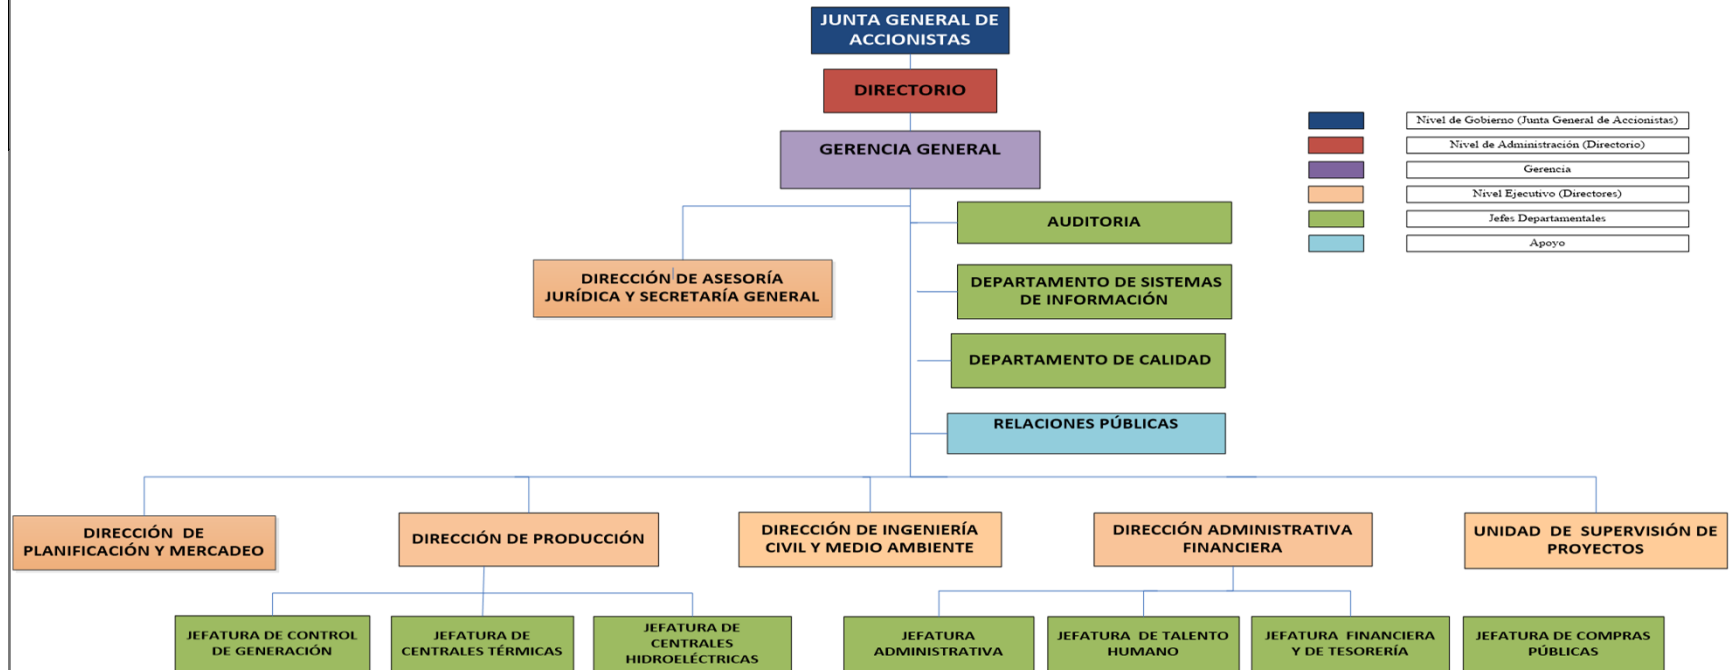 JUNTA GENERAL DE
ACCIONISTAS
DIRECTORIO
GERENCIA GENERAL
Nivel de Gobierno (Junta General de Accionistas)
Nivel de Administración (Directorio)
Gerencia
Nivel Ejecutivo (Directores)
Jefes Departamentales
Apoyo
AUDITORIA
DIRECCIÓN DE ASESORÍA
JURÍDICA Y SECRETARÍA GENERAL
DEPARTAMENTO DE SISTEMAS
DE INFORMACIÓN
DEPARTAMENTO DE CALIDAD
RELACIONES PÚBLICAS
DIRECCIÓN DE
PLANIFICACIÓN Y MERCADEO
DIRECCIÓN DE PRODUCCIÓN
DIRECCIÓN DE INGENIERÍA
CIVIL Y MEDIO AMBIENTE
DIRECCIÓN ADMINISTRATIVA
FINANCIERA
UNIDAD DE SUPERVISIÓN DE
PROYECTOS
JEFATURA DE CONTROL
DE GENERACIÓN
JEFATURA DE
CENTRALES TÉRMICAS
JEFATURA DE
CENTRALES
HIDROELÉCTRICAS
JEFATURA
ADMINISTRATIVA
JEFATURA DE TALENTO
HUMANO
JEFATURA FINANCIERA
Y DE TESORERÍA
JEFATURA DE COMPRAS
PÚBLICAS